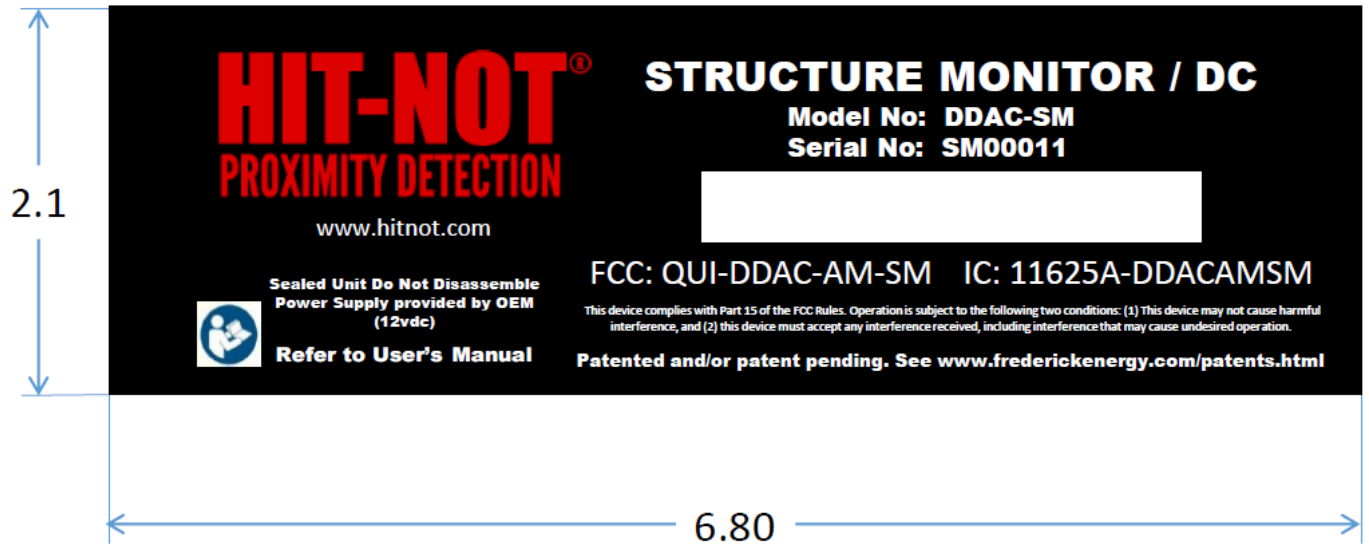 HIT-NOT®
PROXIMITY DETECTION
www.hitnot.com
Sealed Unit Do Not Disassemble
Power Supply provided by OEM
(12vdc)
Refer to User's Manual
STRUCTURE MONITOR / DC
Model No: DDAC-SM
Serial No: SM00011
FCC: QUI-DDAC-AM-SM IC: 11625A-DDACAMSM
This device complies with Part 15 of the FCC Rules. Operation is subject to the following two conditions: (1) This device may not cause harmful
interference, and (2) this device must accept any interference received, including interference that may cause undesired operation.
Patented and/or patent pending. See www.frederickenergy.com/patents.html
2.1
6.80